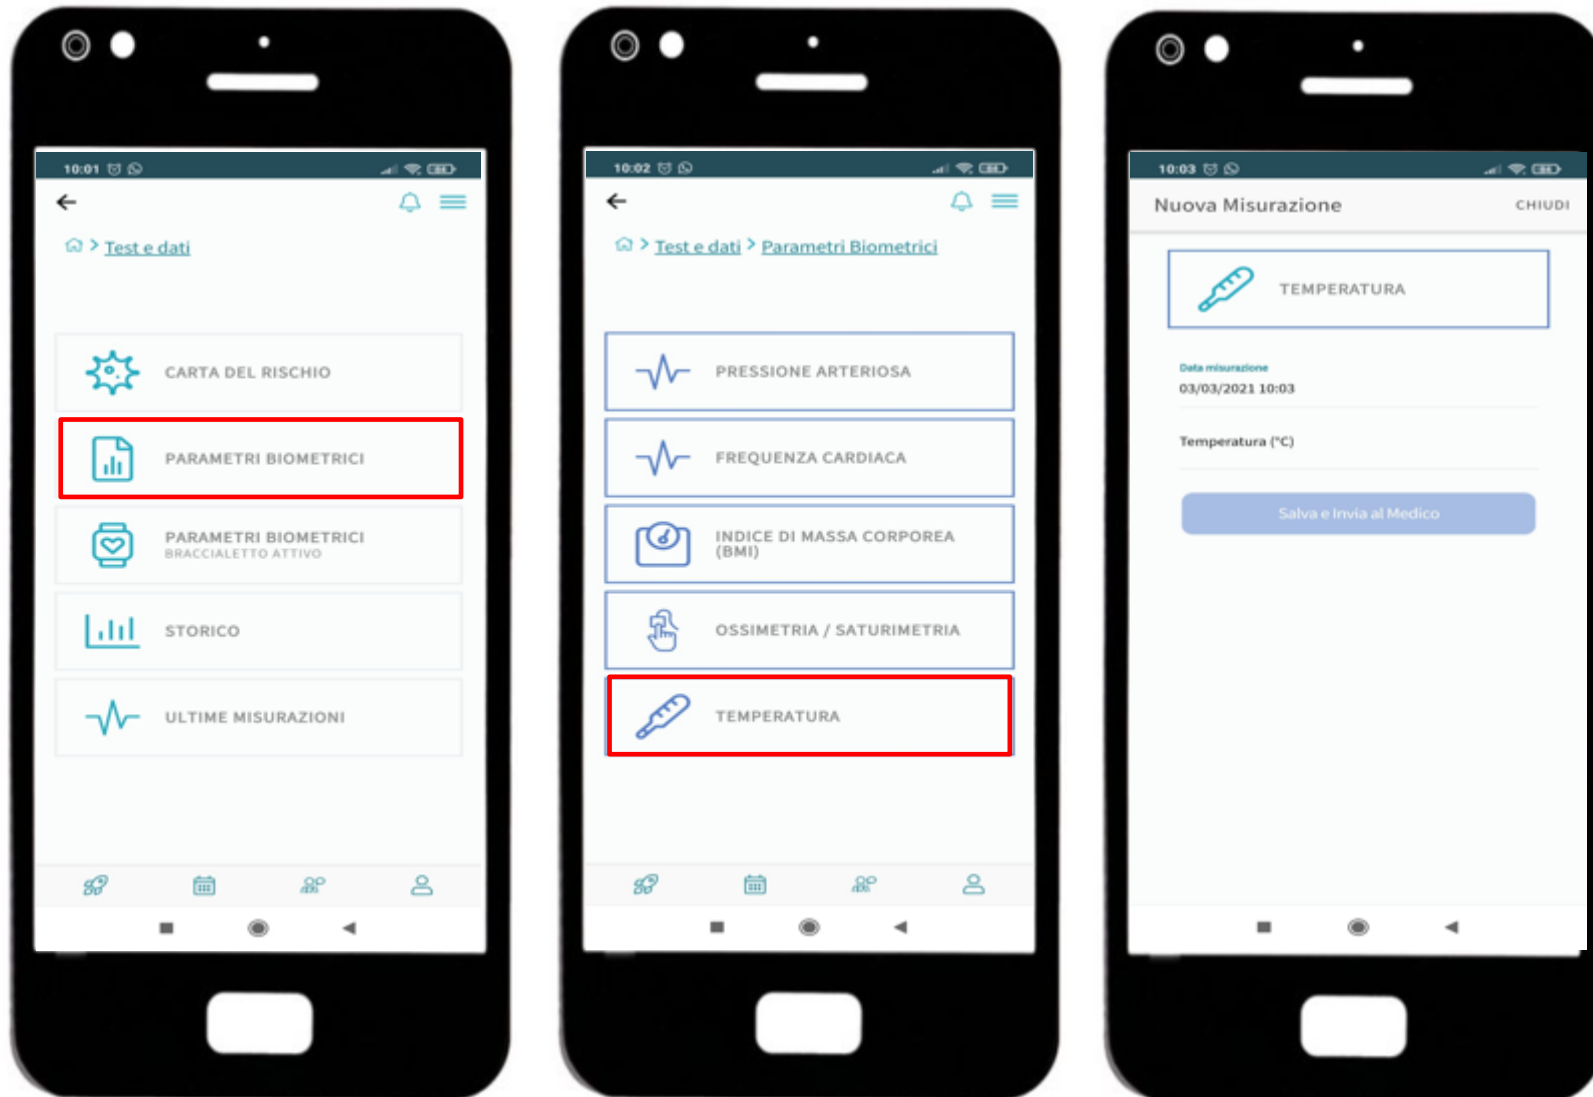 10:01
Test e dati
CARTA DEL RISCHIO
PARAMETRI BIOMETRICI
PARAMETRI BIOMETRICI
BRACCIALETTO ATTIVO
STORICO
ULTIME MISURAZIONI
10:02
Test e dati > Parametri Biometrici
PRESSIONE ARTERIOSA
FREQUENZA CARDIACA
INDICE DI MASSA CORPOREA
(BMI)
OSSIMETRIA / SATURIMETRIA
TEMPERATURA
10:03
Nuova Misurazione CHIUDI
TEMPERATURA
Data misurazione
03/03/2021 10:03
Temperatura (°C)
Salva e Invia al Medico